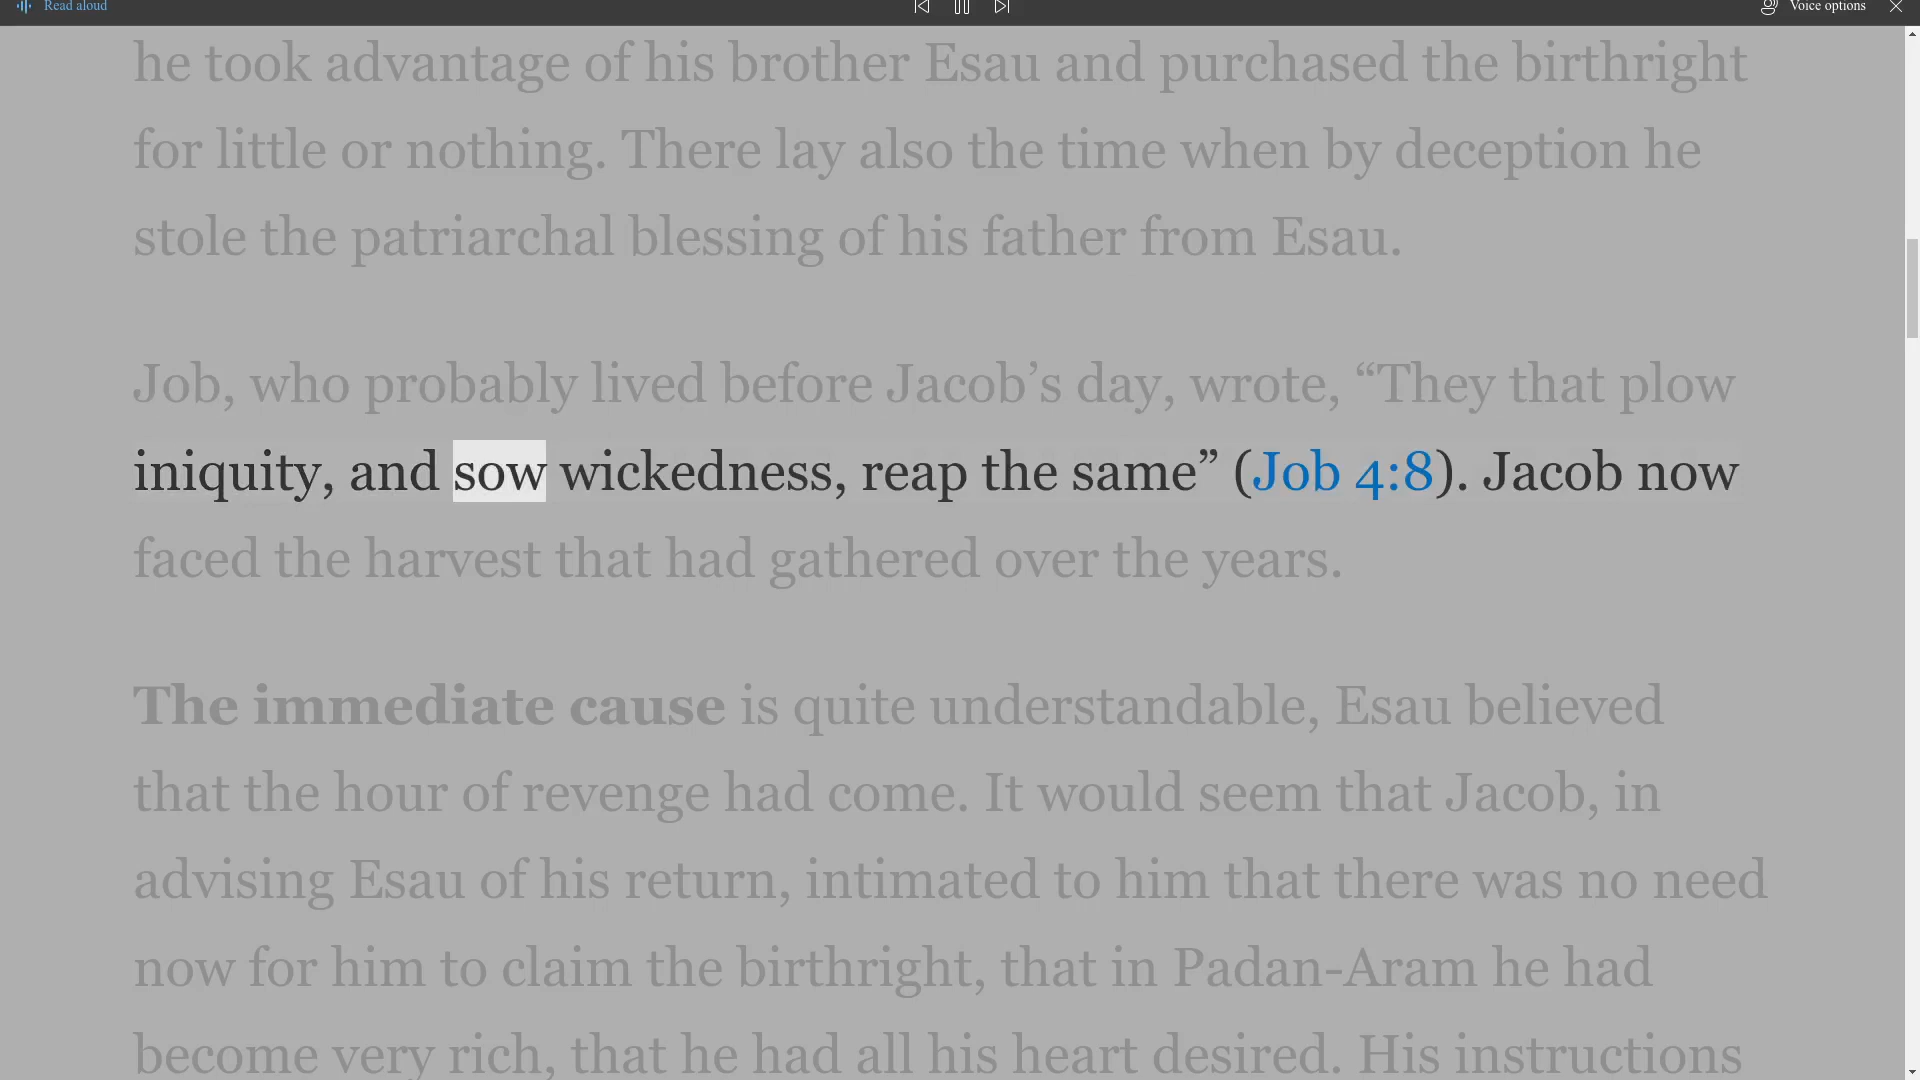 Read aloud
Voice options
he took advantage of his brother Esau and purchased the birthright
for little or nothing. There lay also the time when by deception he
stole the patriarchal blessing of his father from Esau.
Job, who probably lived before Jacob’s day, wrote, “They that plow
iniquity, and sow wickedness, reap the same” (Job 4:8). Jacob now
faced the harvest that had gathered over the years.
The immediate cause is quite understandable, Esau believed
that the hour of revenge had come. It would seem that Jacob, in
advising Esau of his return, intimated to him that there was no need
now for him to claim the birthright, that in Padan-Aram he had
become very rich, that he had all his heart desired. His instructions